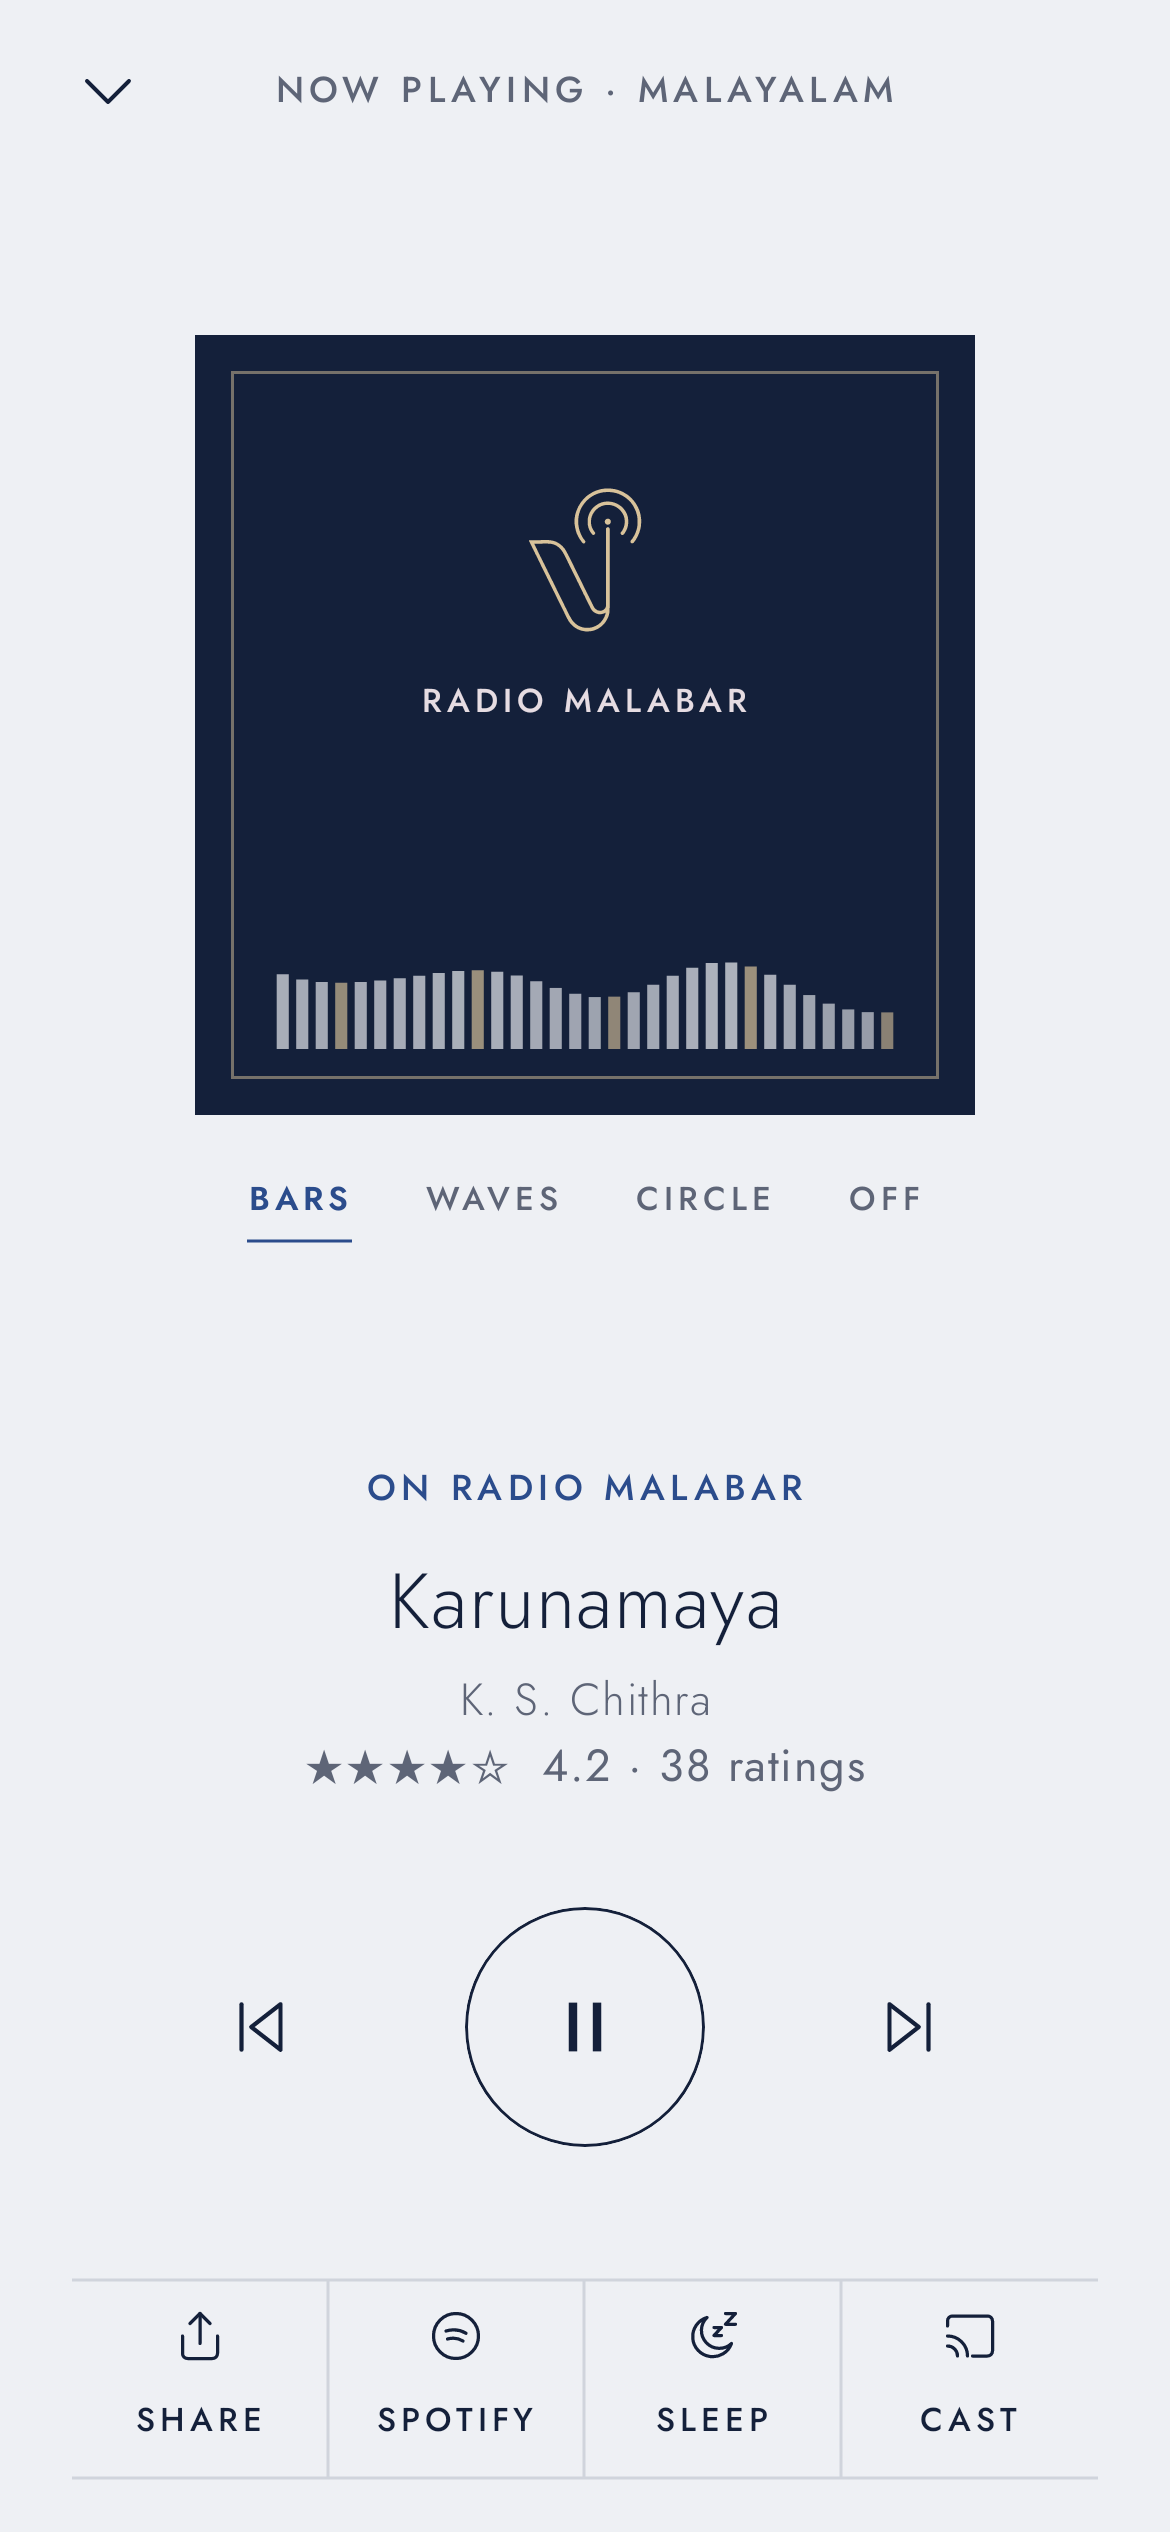 NOW PLAYING · MALAYALAM
RADIO MALABAR
BARS WAVES CIRCLE OFF
ON RADIO MALABAR
Karunamaya
K. S. Chithra
★★★★☆ 4.2 · 38 ratings
SHARE SPOTIFY SLEEP CAST